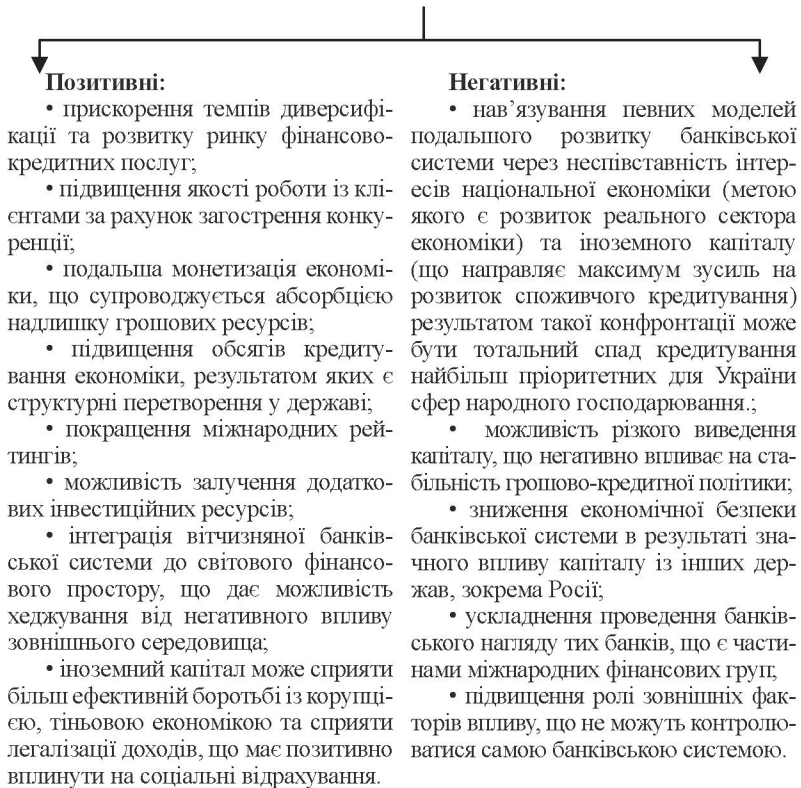 Позитивні:
• прискорення темпів диверсифі-
кації та розвитку ринку фінансово-
кредитних послуг;
• підвищення якості роботи із клі-
єнтами за рахунок загострення конку-
ренції;
• подальша монетизація економі-
ки, що супроводжується абсорбцією
надлишку грошових ресурсів;
• підвищення обсягів кредиту-
вання економіки, результатом яких є
структурні перетворення у державі;
• покращення міжнародних рей-
тингів;
• можливість залучення додатко-
вих інвестиційних ресурсів;
• інтеграція вітчизняної банків-
ської системи до світового фінансо-
вого простору, що дає можливість
хеджування від негативного впливу
зовнішнього середовища;
• іноземний капітал може сприяти
більш ефективній боротьбі із корупці-
єю, тіньовою економікою та сприяти
легалізації доходів, що має позитивно
вплинути на соціальні відрахування.
Негативні:
• нав’язування певних моделей
подальшого розвитку банківської
системи через неспівставність інтер-
есів національної економіки (метою
якого є розвиток реального сектора
економіки) та іноземного капіталу
(що направляє максимум зусиль на
розвиток споживчого кредитування)
результатом такої конфронтації може
бути тотальний спад кредитування
найбільш пріоритетних для України
сфер народного господарювання.;
• можливість різкого виведення
капіталу, що негативно впливає на ста-
більність грошово-кредитної політики;
• зниження економічної безпеки
банківської системи в результаті зна-
чного впливу капіталу із інших дер-
жав, зокрема Росії;
• ускладнення проведення банків-
ського нагляду тих банків, що є части-
нами міжнародних фінансових груп;
• підвищення ролі зовнішніх фак-
торів впливу, що не можуть контролю-
ватися самою банківською системою.